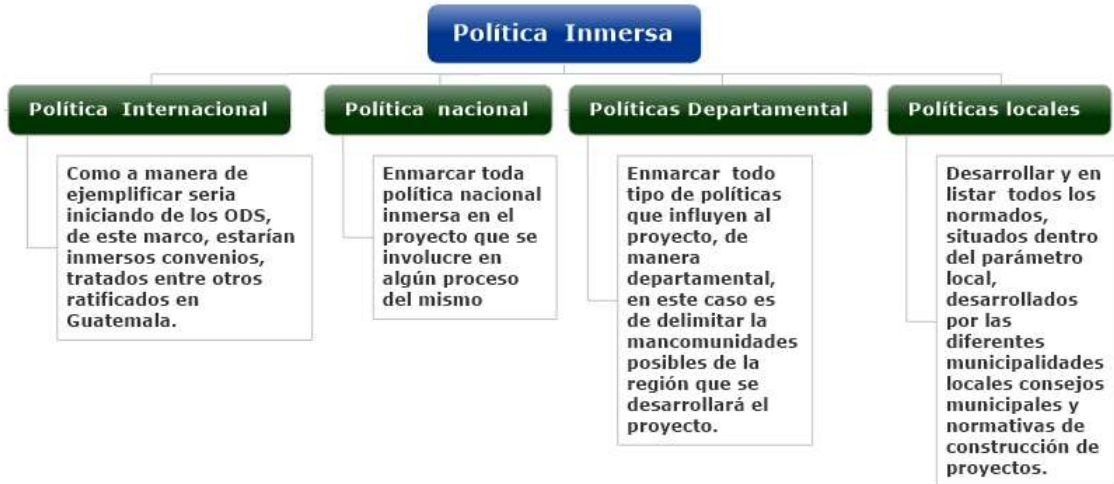 Política Inmersa
Política Internacional
Como a manera de
ejemplificar seria
iniciando de los ODS,
de este marco, estarían
inmersos convenios,
tratados entre otros
ratificados en
Guatemala.
Política nacional
Enmarcar toda
política nacional
inmersa en el
proyecto que se
involucre en
algún proceso
del mismo
Políticas Departamental
Enmarcar todo
tipo de políticas
que influyen al
proyecto, de
manera
departamental,
en este caso es
de delimitar la
mancomunidades
posibles de la
región que se
desarrollará el
proyecto.
Políticas locales
Desarrollar y en
listar todos los
normados,
situados dentro
del parámetro
local,
desarrollados
por las
diferentes
municipalidades
locales consejos
municipales y
normativas de
construcción de
proyectos.